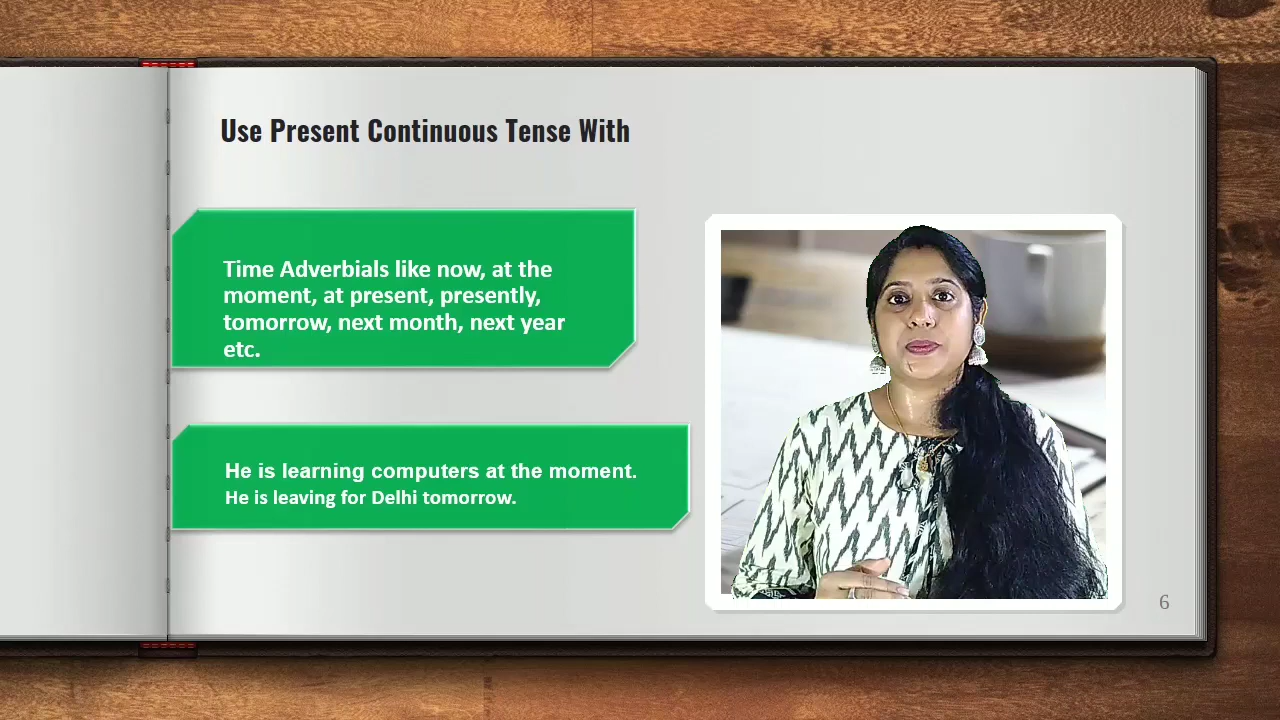 Use Present Continuous Tense With
Time Adverbials like now, at the
moment, at present, presently,
tomorrow, next month, next year
etc.
He is learning computers at the moment.
He is leaving for Delhi tomorrow.
6